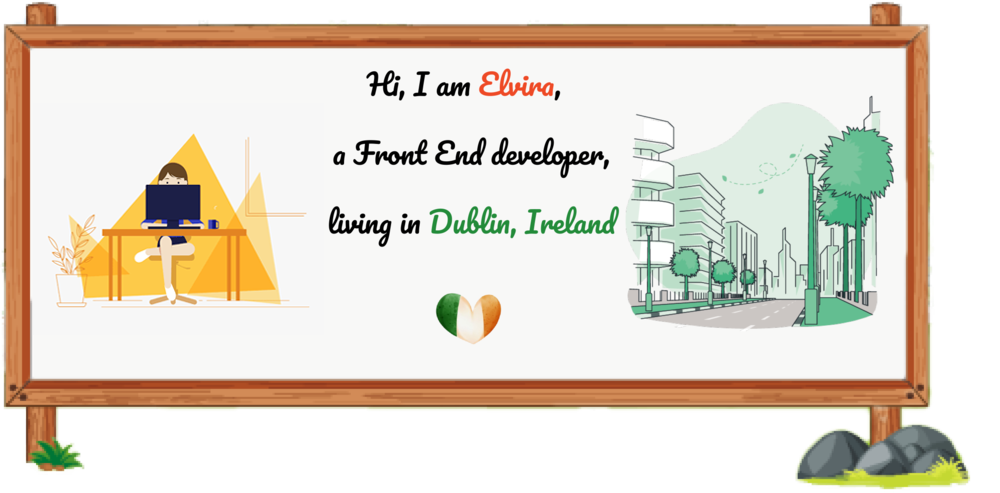 Hi, I am Elvira,
a Front End developer,
living in Dublin, Ireland